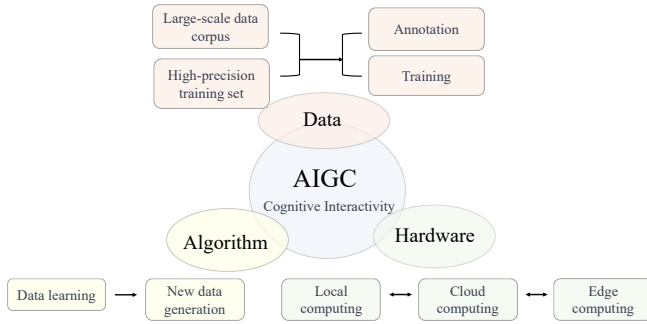 Large-scale data
corpus
Annotation
High-precision
training set
Training
Data
AIGC
Cognitive Interactivity
Algorithm
Hardware
Data learning
New data
generation
Local
computing
Cloud
computing
Edge
computing